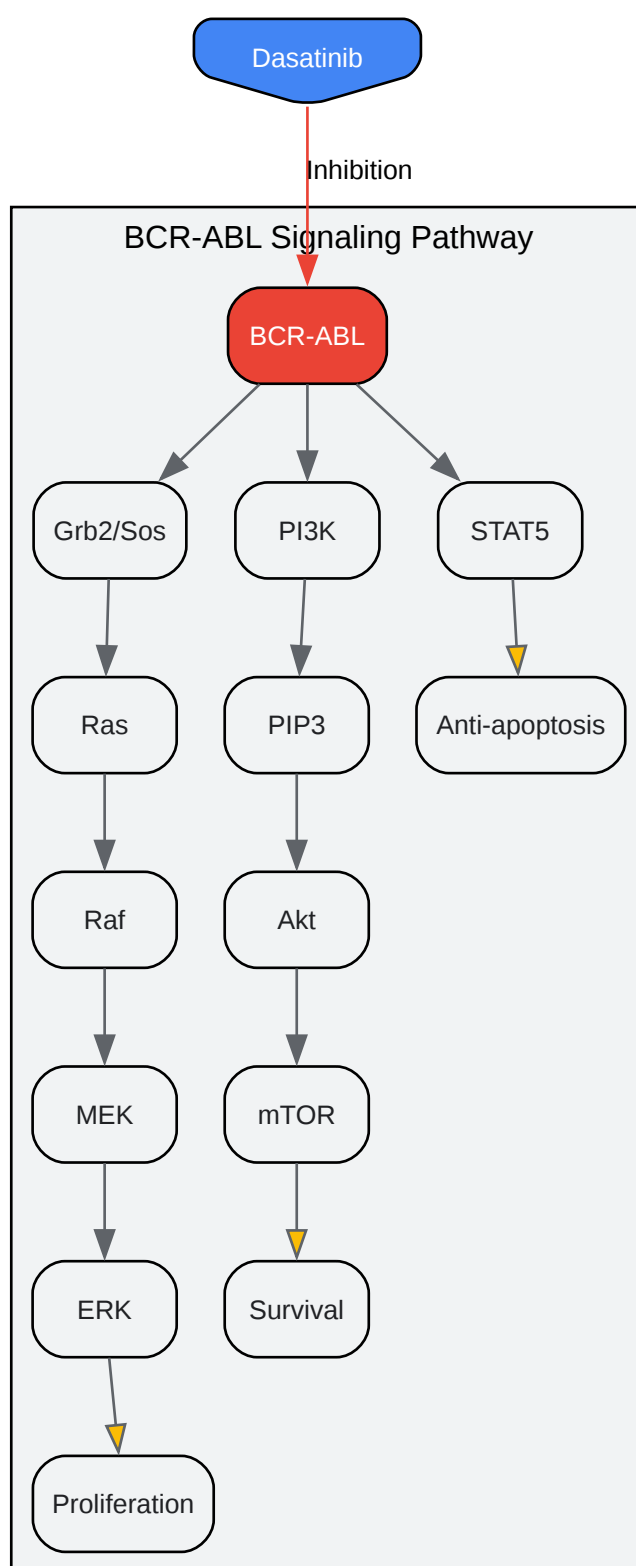 Dasatinib
Inhibition
BCR-ABL Signaling Pathway
BCR-ABL
Grb2/Sos
PI3K
STAT5
Ras
PIP3
Anti-apoptosis
Raf
Akt
MEK
mTOR
ERK
Survival
Proliferation